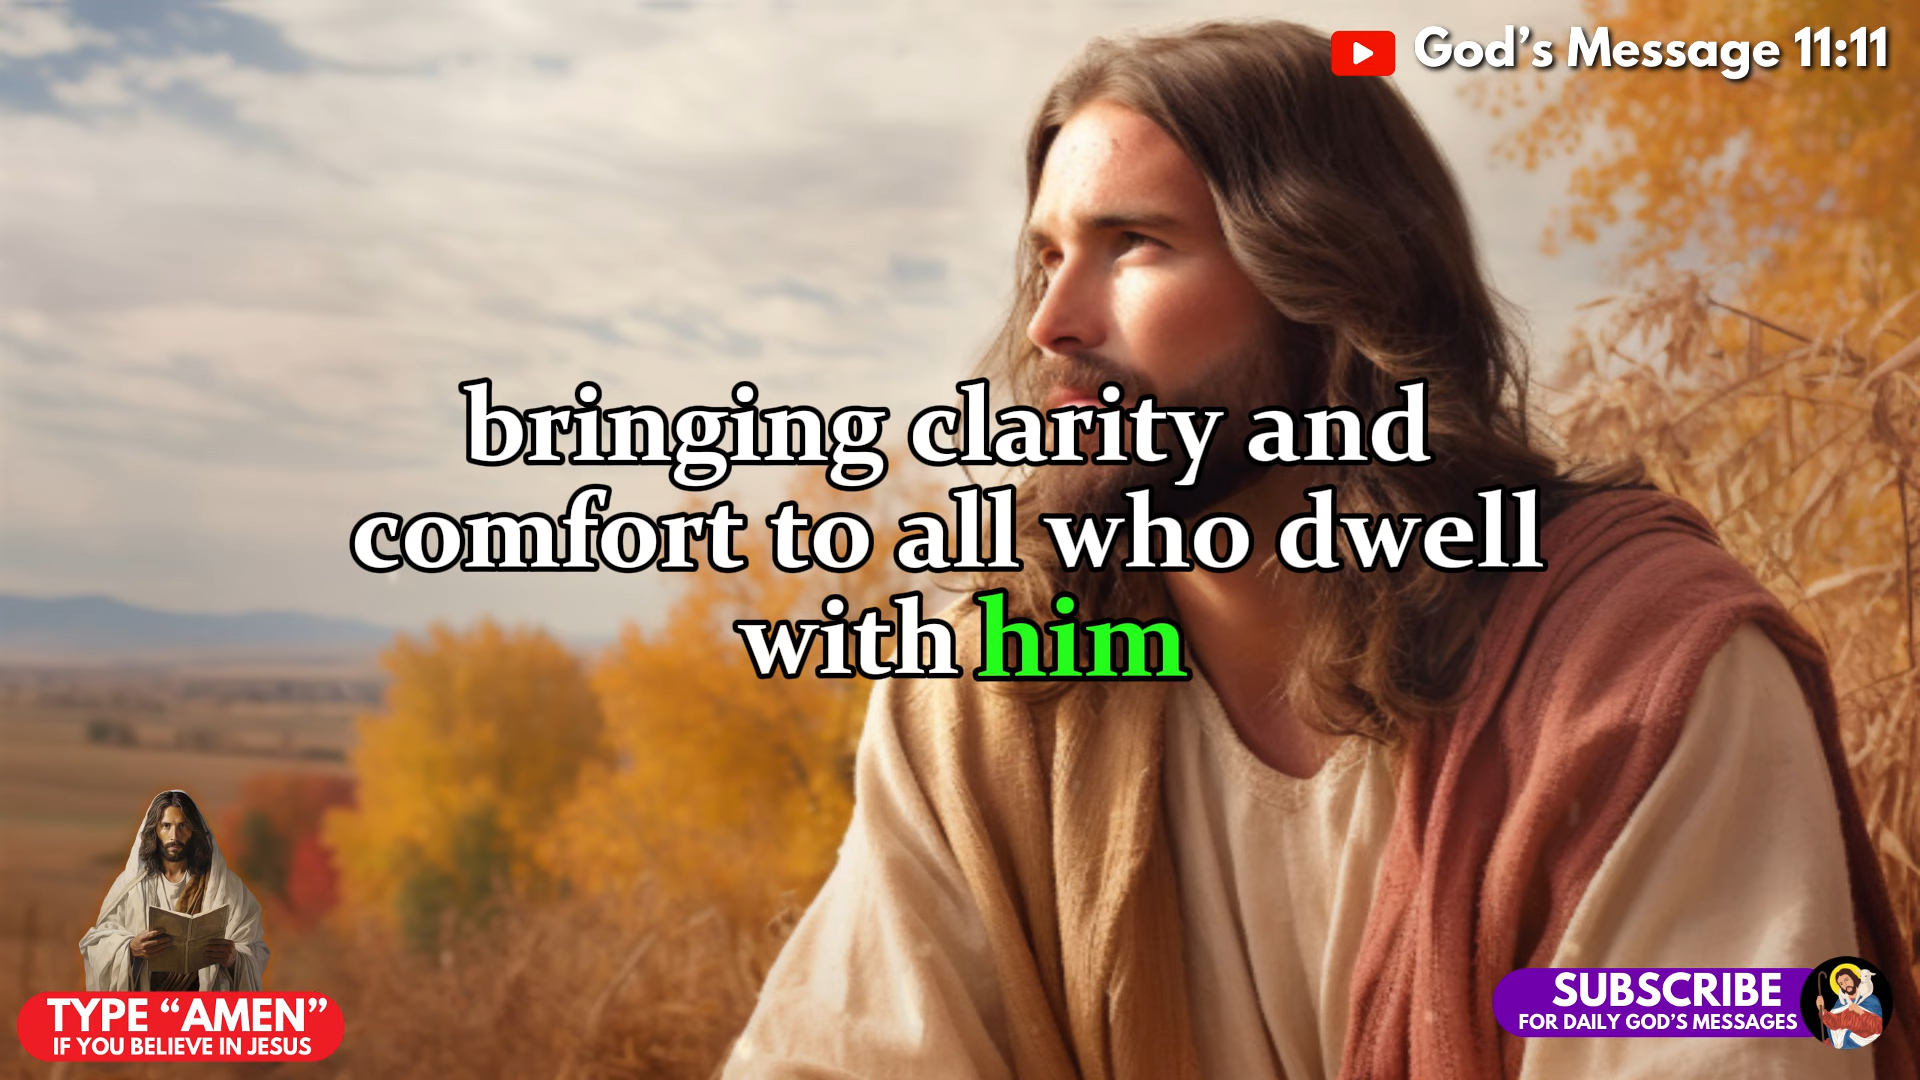 God’s Message 11:11
bringing clarity and
comfort to all who dwell
with him
TYPE “AMEN”
IF YOU BELIEVE IN JESUS
SUBSCRIBE
FOR DAILY GOD’S MESSAGES